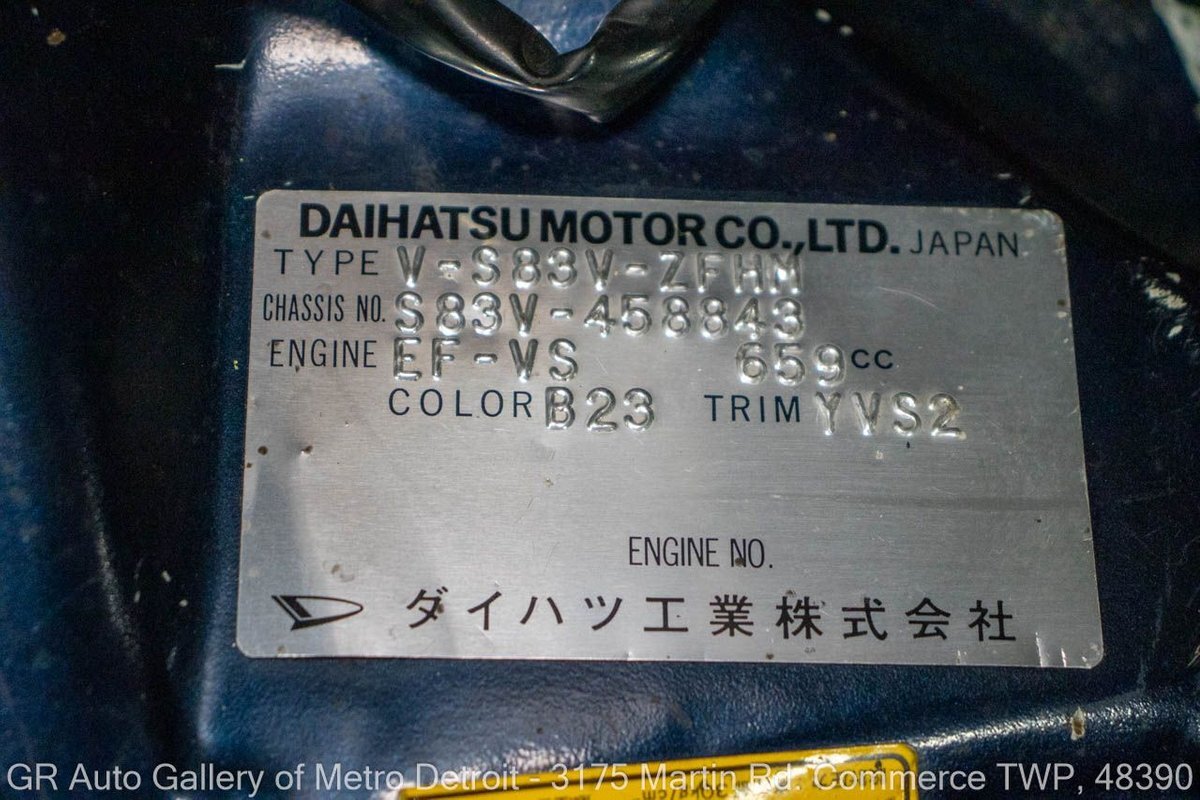 DAIHATSU MOTOR CO.,LTD. JAPAN
TYPE V-S83V-ZFHM
CHASSIS NO. S83V-458843
ENGINE EF-VS 659cc
COLOR B23 TRIM YVS2
ENGINE NO.
ダイハツ工業株式会社
GR Auto Gallery of Metro Detroit - 3175 Martin Rd. Commerce TWP, 48390